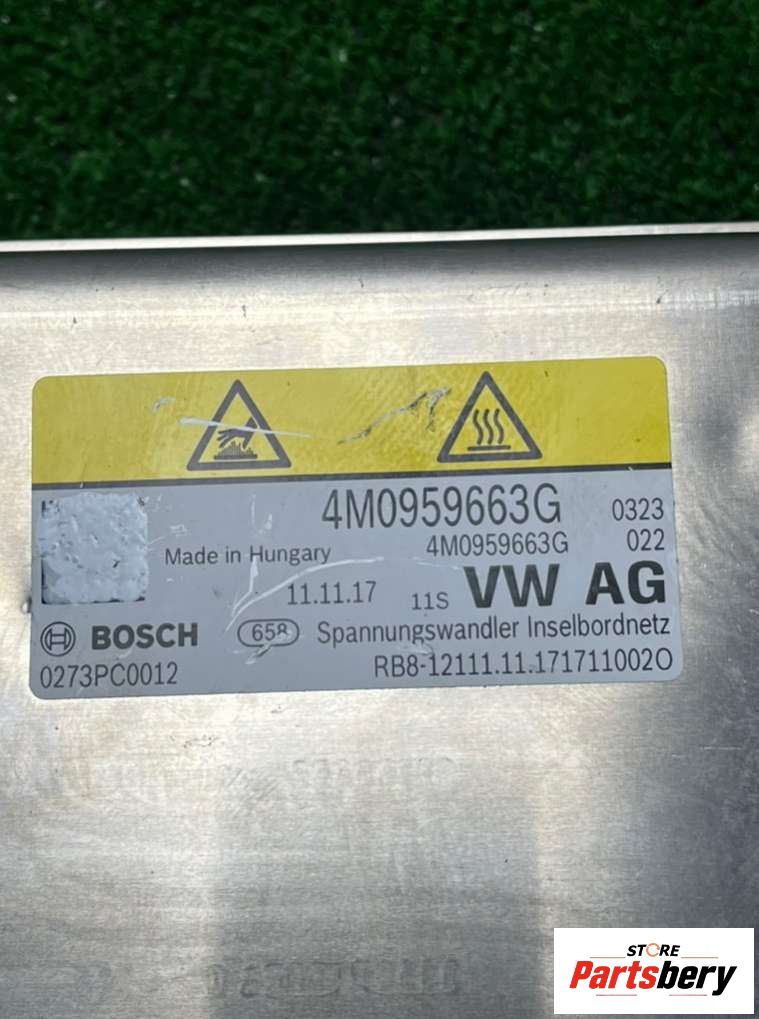 4M0959663G 0323
4M0959663G 022
Made in Hungary
11.11.17 11S VW AG
BOSCH 658 Spannungswandler Inselbordnetz
0273PC0012 RB8-12111.11.1717110020
STORE
Partsbery